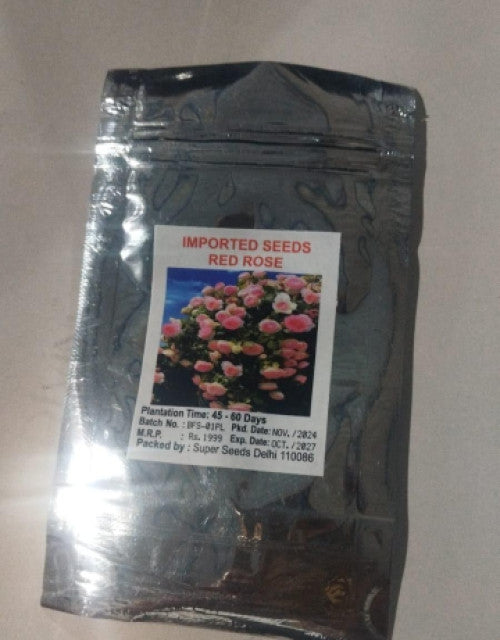 IMPORTED SEEDS
RED ROSE
Plantation Time: 45 - 60 Days
Batch No. : BFS-01PL Pkd. Date: NOV. /2024
M.R.P. : Rs. 1999 Exp. Date: OCT. /2027
Packed by : Super Seeds Delhi 110086